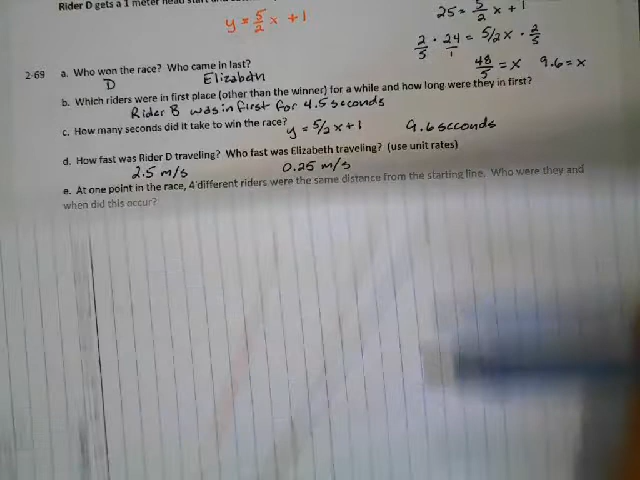 Rider D gets a 1 meter head start
y = 5/2 x + 1
25 = 5/2 x + 1
2/5 · 24/1 = 5/2x · 2/5
48/5 = x 9.6 = x
2-69 a. Who won the race? Who came in last?
D Elizabeth
b. Which riders were in first place (other than the winner) for a while and how long were they in first?
Rider B was in first for 4.5 seconds
c. How many seconds did it take to win the race? y = 5/2 x + 1 9.6 seconds
d. How fast was Rider D traveling? Who fast was Elizabeth traveling? (use unit rates)
2.5 m/s 0.25 m/s
e. At one point in the race, 4 different riders were the same distance from the starting line. Who were they and
when did this occur?